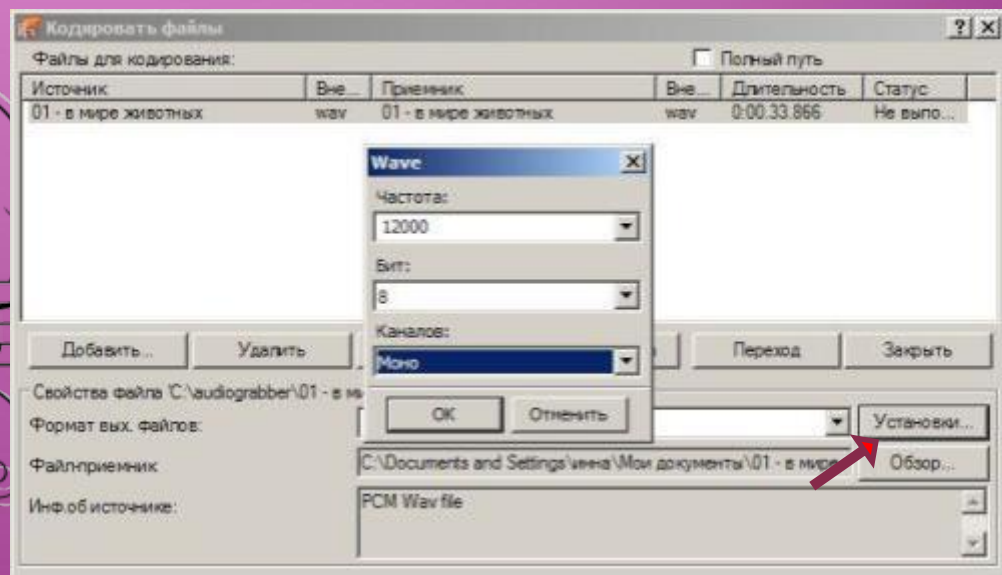 Кодировать файлы
Файлы для кодирования:
Полный путь
Источник Вне... Приемник Вне... Длительность Статус
01 - в мире животных wav 01 - в мире животных wav 0:00.33.866 Не выпо...
Wave
Частота:
12000
Бит:
8
Каналов:
Моно
OK Отменить
Добавить... Удалить Переход Закрыть
Свойства файла 'C:\audiograbber\01 - в ми
Формат вых. файлов: Установки...
Файл-приемник C:\Documents and Settings\инна\Мои документы\01 - в мире Обзор...
Инф.об источнике: PCM Wav file